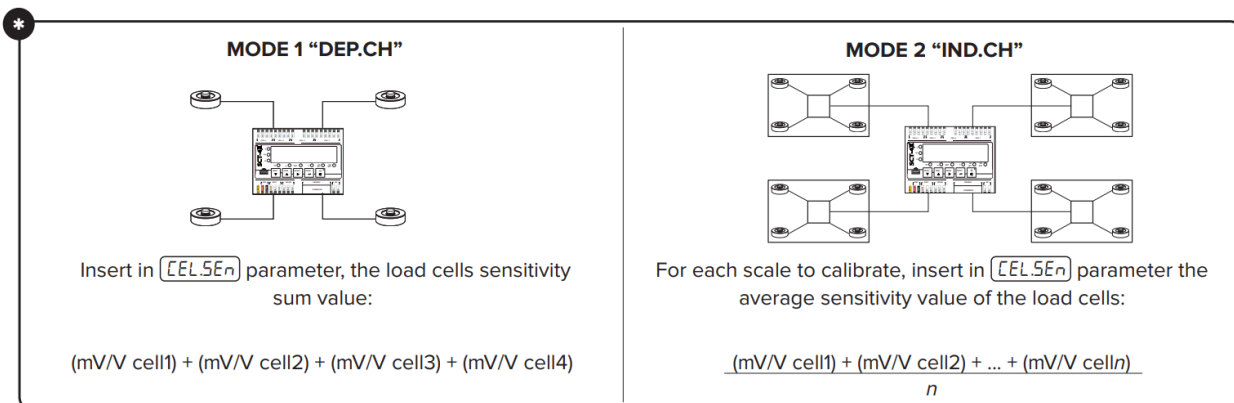 *
MODE 1 “DEP.CH”
Insert in CEL.SEn parameter, the load cells sensitivity
sum value:
(mV/V cell1) + (mV/V cell2) + (mV/V cell3) + (mV/V cell4)
MODE 2 “IND.CH”
For each scale to calibrate, insert in CEL.SEn parameter the
average sensitivity value of the load cells:
(mV/V cell1) + (mV/V cell2) + ... + (mV/V celln)
n